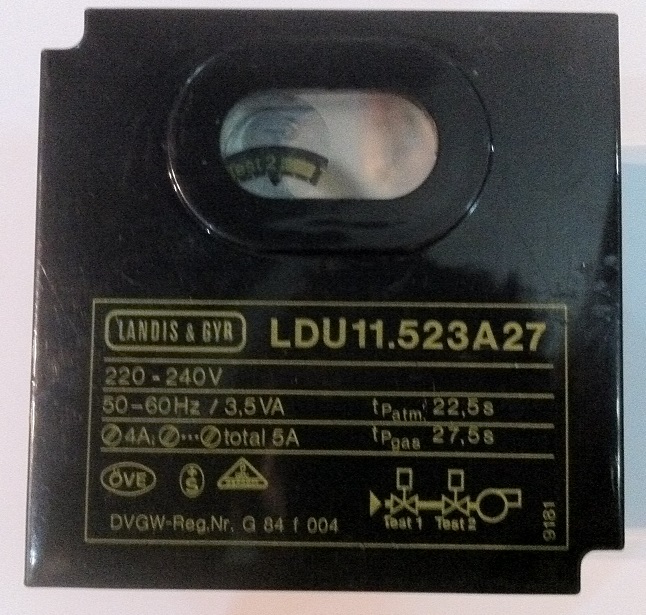 Test 2
LANDIS & GYR LDU11.523A27
220-240V
50-60Hz / 3,5VA tPatm. 22,5s
4A, ... total 5A tPgas 27,5s
ÖVE S
Test 1 Test 2
DVGW-Reg.Nr. G 84 f 004
9181